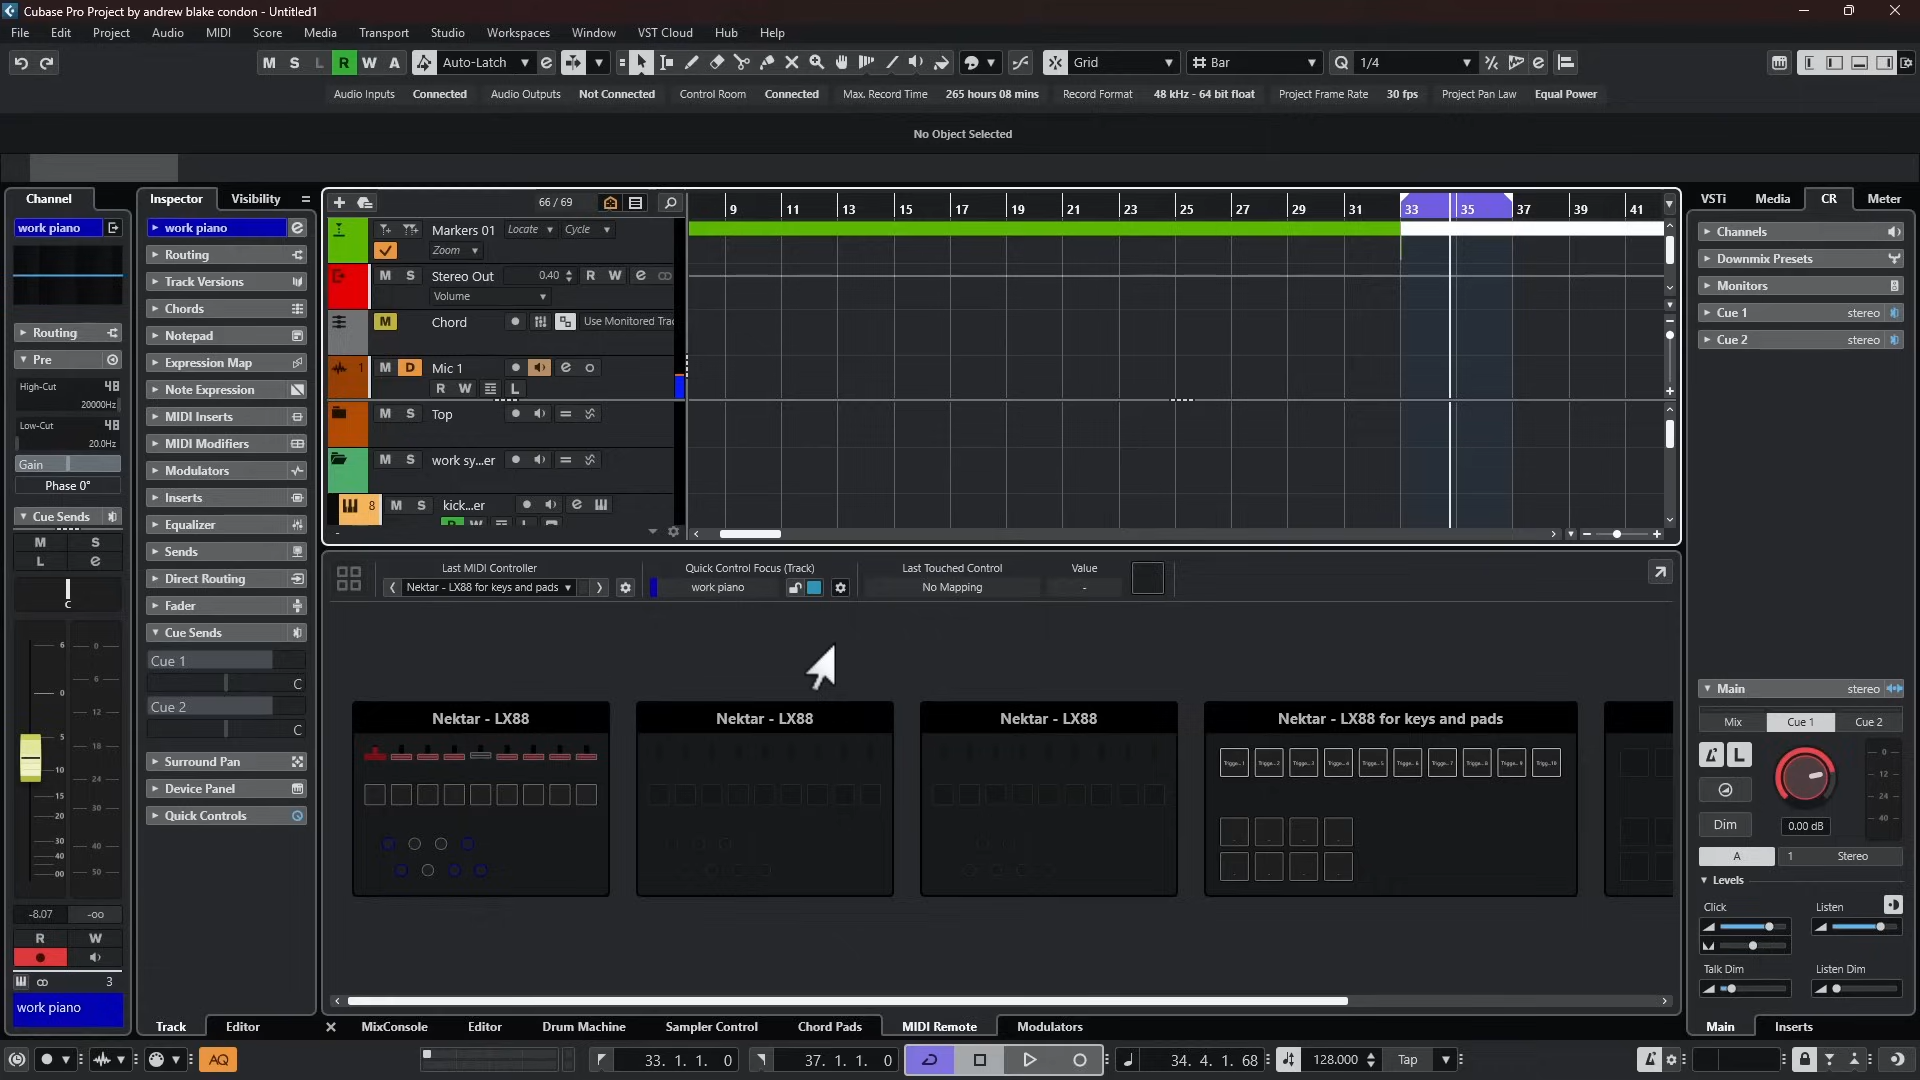 Cubase Pro Project by andrew blake condon - Untitled1
File Edit Project Audio MIDI Score Media Transport Studio Workspaces Window VST Cloud Hub Help
M S L R W A Auto-Latch e Grid Bar Q 1/4 e
Audio Inputs Connected Audio Outputs Not Connected Control Room Connected Max. Record Time 265 hours 08 mins Record Format 48 kHz - 64 bit float Project Frame Rate 30 fps Project Pan Law Equal Power
No Object Selected
Channel
work piano
Routing
Pre
High-Cut 48
20000Hz
Low-Cut 48
20.0Hz
Gain
Phase 0°
Cue Sends
M S
L e
C
-8.07 -oo
R W
3
work piano
Inspector Visibility
work piano
Routing
Track Versions
Chords
Notepad
Expression Map
Note Expression
MIDI Inserts
MIDI Modifiers
Modulators
Inserts
Equalizer
Sends
Direct Routing
Fader
Cue Sends
Cue 1
C
Cue 2
C
Surround Pan
Device Panel
Quick Controls
Track Editor
66 / 69
9 11 13 15 17 19 21 23 25 27 29 31 33 35 37 39 41
Markers 01 Locate Cycle
Zoom
M S Stereo Out 0.40 R W e
Volume
M Chord Use Monitored Trac
1 M D Mic 1 e
R W L
M S Top
M S work sy...er
8 M S kick...er e
Last MIDI Controller Quick Control Focus (Track) Last Touched Control Value
Nektar - LX88 for keys and pads work piano No Mapping -
Nektar - LX88 Nektar - LX88 Nektar - LX88 Nektar - LX88 for keys and pads
MixConsole Editor Drum Machine Sampler Control Chord Pads MIDI Remote Modulators
VSTi Media CR Meter
Channels
Downmix Presets
Monitors
Cue 1 stereo
Cue 2 stereo
Main stereo
Mix Cue 1 Cue 2
L
Dim 0.00 dB
A 1 Stereo
Levels
Click Listen
Talk Dim Listen Dim
Main Inserts
AQ 33. 1. 1. 0 37. 1. 1. 0 34. 4. 1. 68 128.000 Tap